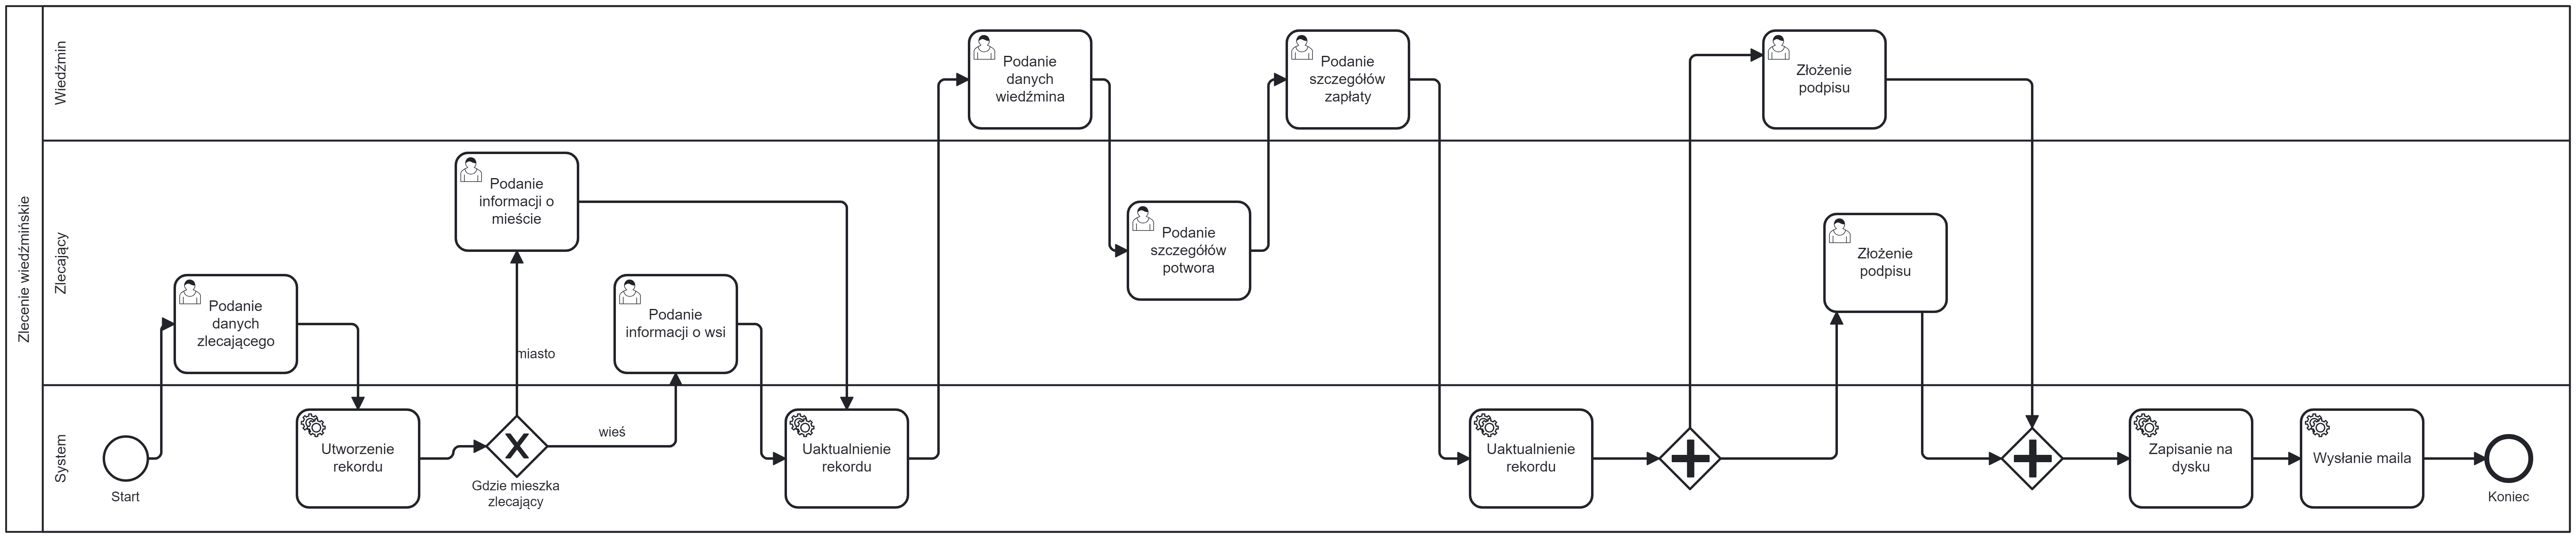 Zlecenie wiedźmińskie
Wiedźmin
Podanie
danych
wiedźmina
Podanie
szczegółów
zapłaty
Złożenie
podpisu
Zlecający
Podanie
danych
zlecającego
Podanie
informacji o
mieście
miasto
Podanie
informacji o wsi
Podanie
szczegółów
potwora
Złożenie
podpisu
System
Start
Utworzenie
rekordu
Gdzie mieszka
zlecający
wieś
Uaktualnienie
rekordu
Uaktualnienie
rekordu
Zapisanie na
dysku
Wysłanie maila
Koniec